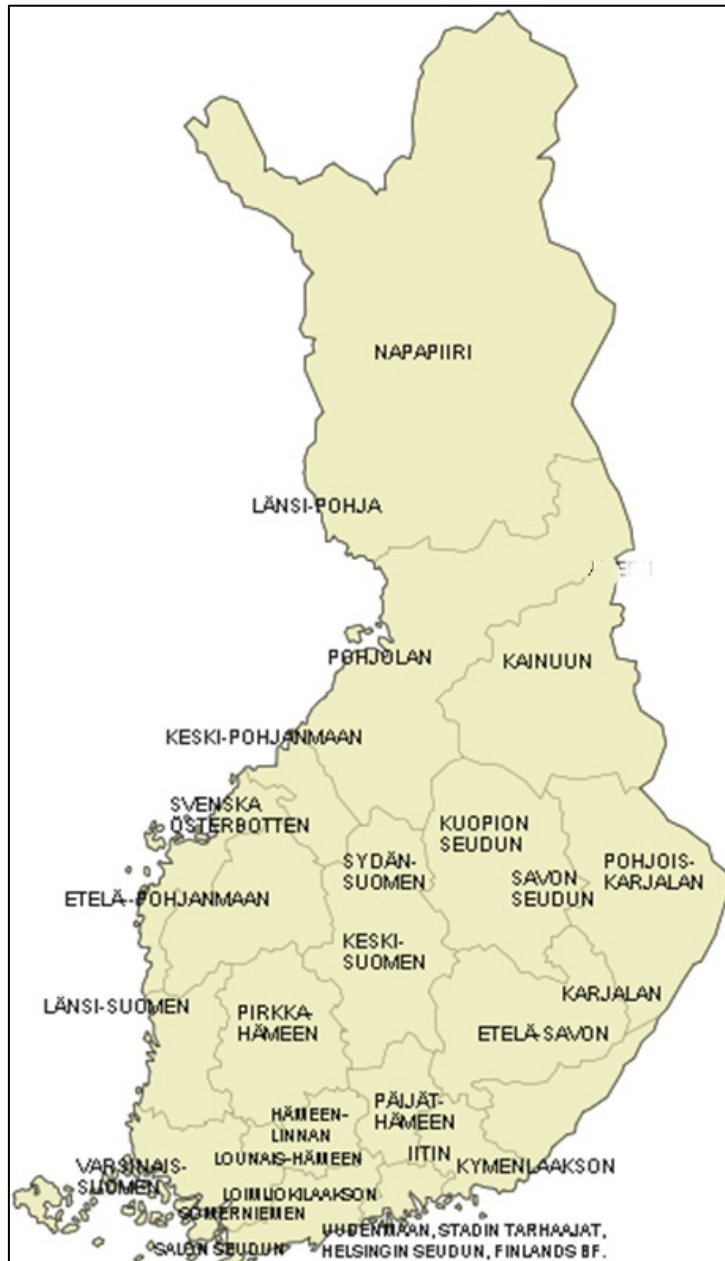 NAPAPIIRI
LÄNSI-POHJA
POHJOLAN
KAINUUN
KESKI-POHJANMAAN
SVENSKA
ÖSTERBOTTEN
KUOPION
SEUDUN
SYDÄN-
SUOMEN
POHJOIS-
KARJALAN
SAVON
SEUDUN
ETELÄ-POHJANMAAN
KESKI-
SUOMEN
KARJALAN
LÄNSI-SUOMEN
PIRKKA-
HÄMEEN
ETELÄ-SAVON
PÄIJÄT-
HÄMEEN
HÄMEEN-
LINNAN
IITIN
LOUNAIS-HÄMEEN
KYMENLAAKSON
VARSINAIS-
SUOMEN
LOIMIJOKILAAKSON
SOMERNIEMEN
UUDENMAAN, STADIN TARHAAJAT,
SALON SEUDUN
HELSINGIN SEUDUN, FINLANDS BF.